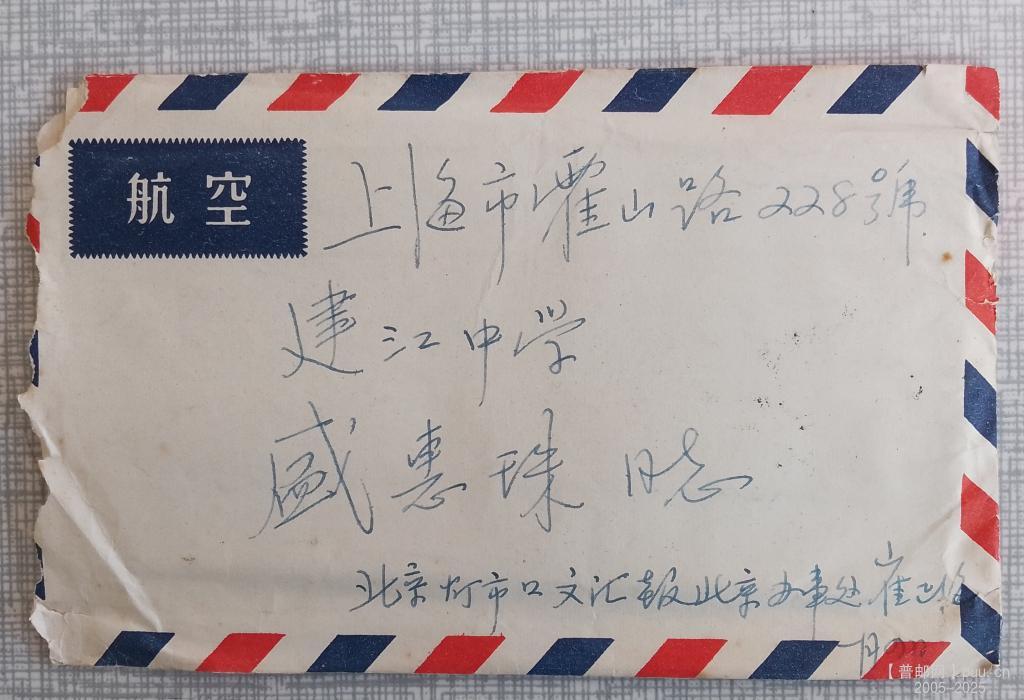 航空
上海市霍山路228號
建江中学
盛惠珠 同志
北京灯市口文汇报北京办事处 崔
【普邮网】puu.cn
2005-2025